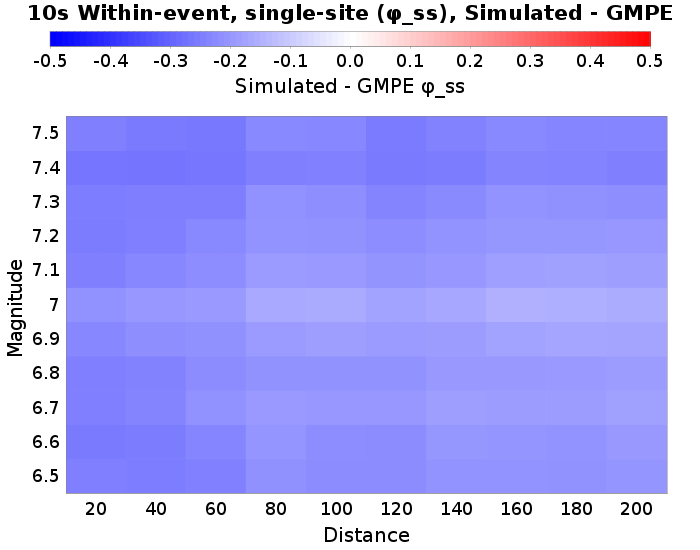 10s Within-event, single-site (φ_ss), Simulated - GMPE
-0.5 -0.4 -0.3 -0.2 -0.1 0.0 0.1 0.2 0.3 0.4 0.5
Simulated - GMPE φ_ss
Magnitude
7.5
7.4
7.3
7.2
7.1
7
6.9
6.8
6.7
6.6
6.5
20 40 60 80 100 120 140 160 180 200
Distance